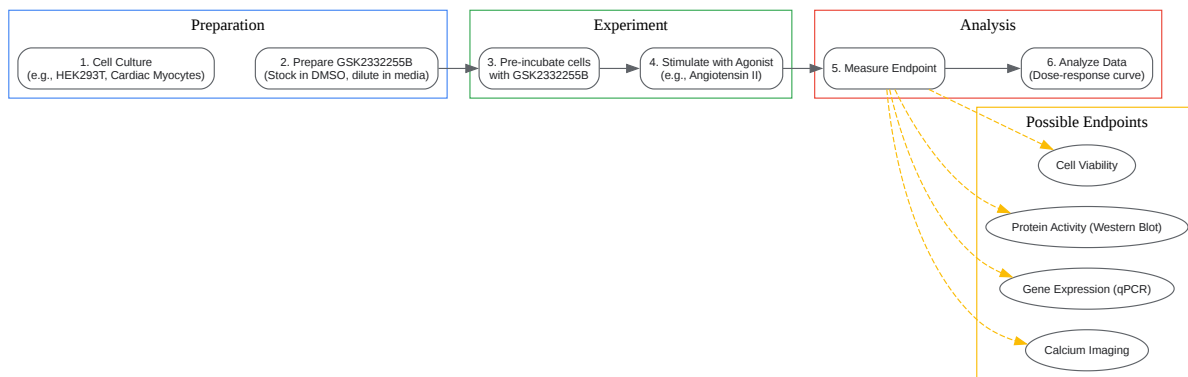 Preparation
1. Cell Culture
(e.g., HEK293T, Cardiac Myocytes)
2. Prepare GSK2332255B
(Stock in DMSO, dilute in media)
Experiment
3. Pre-incubate cells
with GSK2332255B
4. Stimulate with Agonist
(e.g., Angiotensin II)
Analysis
5. Measure Endpoint
6. Analyze Data
(Dose-response curve)
Possible Endpoints
Cell Viability
Protein Activity (Western Blot)
Gene Expression (qPCR)
Calcium Imaging